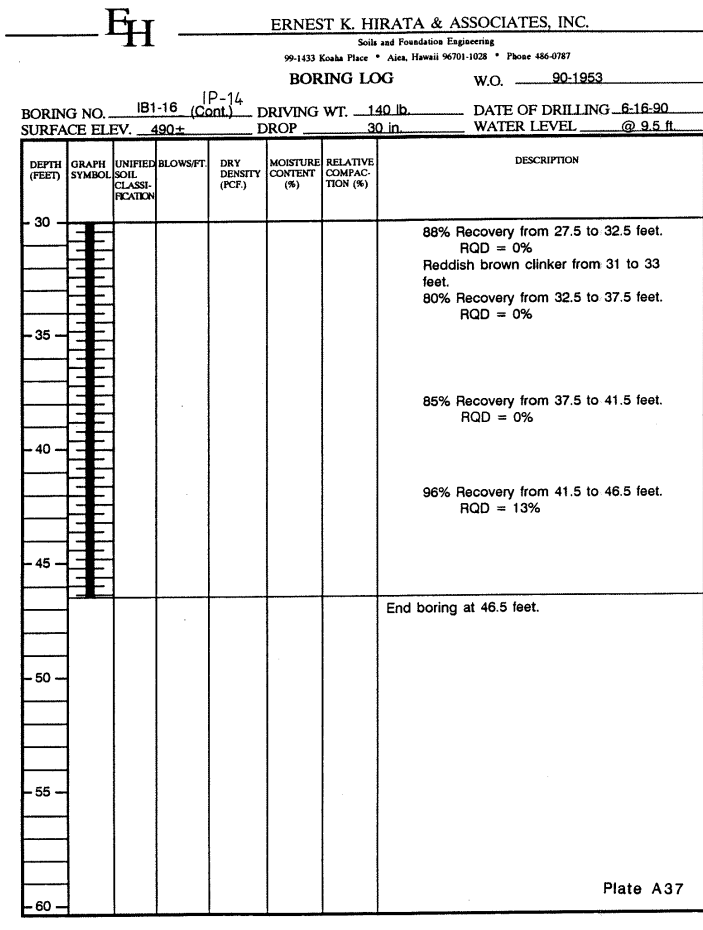 EH
ERNEST K. HIRATA & ASSOCIATES, INC.
Soils and Foundation Engineering
99-1433 Koaha Place • Aiea, Hawaii 96701-1028 • Phone 486-0787
BORING LOG
W.O. 90-1953
IP-14
BORING NO. IB1-16 (Cont.) DRIVING WT. 140 lb. DATE OF DRILLING 6-16-90
SURFACE ELEV. 490± DROP 30 in. WATER LEVEL @ 9.5 ft.
DEPTH (FEET)
GRAPH SYMBOL
UNIFIED SOIL CLASSI-FICATION
BLOWS/FT.
DRY DENSITY (PCF.)
MOISTURE CONTENT (%)
RELATIVE COMPAC-TION (%)
DESCRIPTION
30
88% Recovery from 27.5 to 32.5 feet.
RQD = 0%
Reddish brown clinker from 31 to 33
feet.
80% Recovery from 32.5 to 37.5 feet.
RQD = 0%
35
85% Recovery from 37.5 to 41.5 feet.
RQD = 0%
40
96% Recovery from 41.5 to 46.5 feet.
RQD = 13%
45
End boring at 46.5 feet.
50
55
Plate A37
60